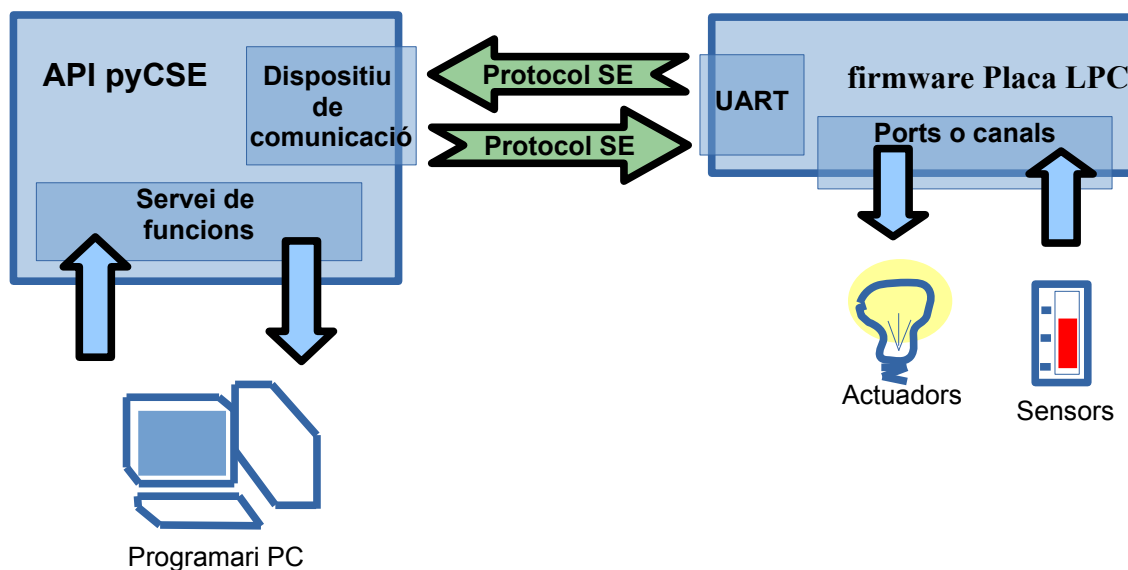 API pyCSE
Dispositiu
de
comunicació
Servei de
funcions
Protocol SE
Protocol SE
UART
firmware Placa LPC
Ports o canals
Actuadors
Sensors
Programari PC